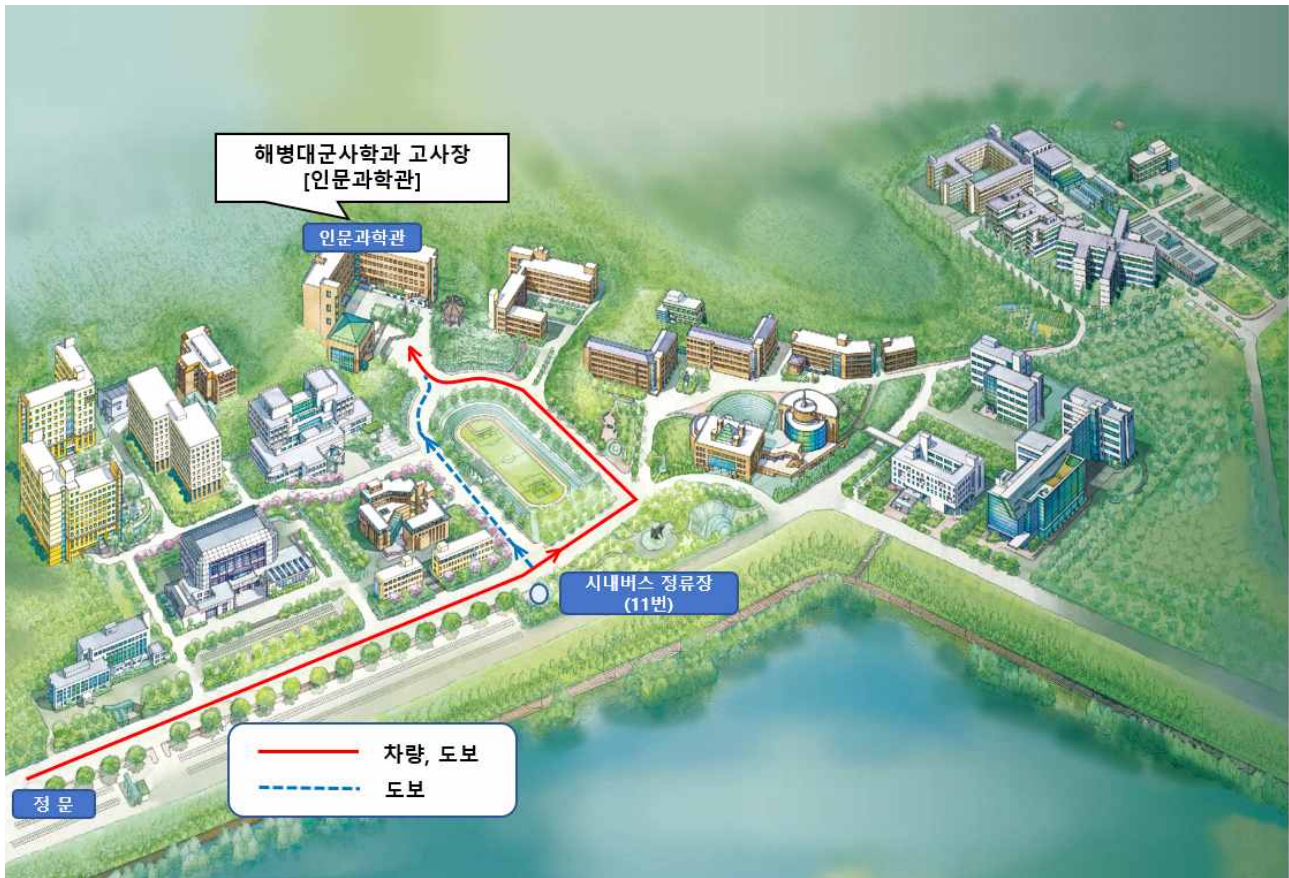 해병대군사학과 고사장
[인문과학관]
인문과학관
시내버스 정류장
(11번)
차량, 도보
도보
정 문